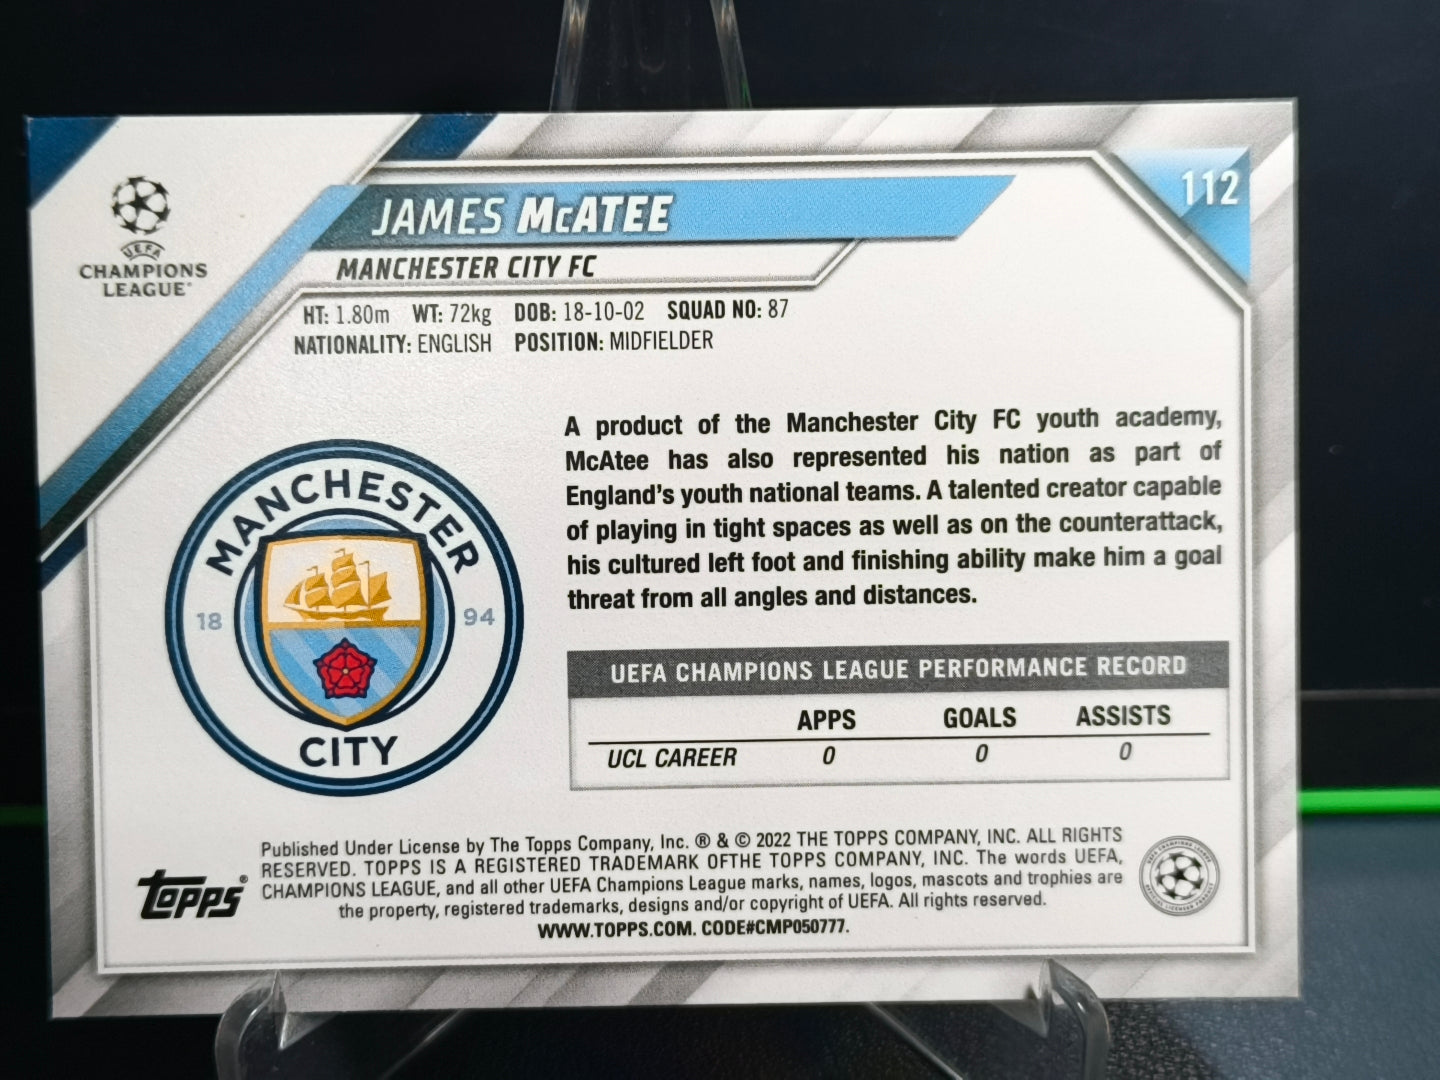 112
UEFA
CHAMPIONS
LEAGUE®
JAMES McATEE
MANCHESTER CITY FC
HT: 1.80m WT: 72kg DOB: 18-10-02 SQUAD NO: 87
NATIONALITY: ENGLISH POSITION: MIDFIELDER
MANCHESTER
18 94
CITY
A product of the Manchester City FC youth academy,
McAtee has also represented his nation as part of
England's youth national teams. A talented creator capable
of playing in tight spaces as well as on the counterattack,
his cultured left foot and finishing ability make him a goal
threat from all angles and distances.
UEFA CHAMPIONS LEAGUE PERFORMANCE RECORD
APPS GOALS ASSISTS
UCL CAREER 0 0 0
topps®
Published Under License by The Topps Company, Inc. ® & © 2022 THE TOPPS COMPANY, INC. ALL RIGHTS
RESERVED. TOPPS IS A REGISTERED TRADEMARK OFTHE TOPPS COMPANY, INC. The words UEFA,
CHAMPIONS LEAGUE, and all other UEFA Champions League marks, names, logos, mascots and trophies are
the property, registered trademarks, designs and/or copyright of UEFA. All rights reserved.
WWW.TOPPS.COM. CODE#CMP050777.